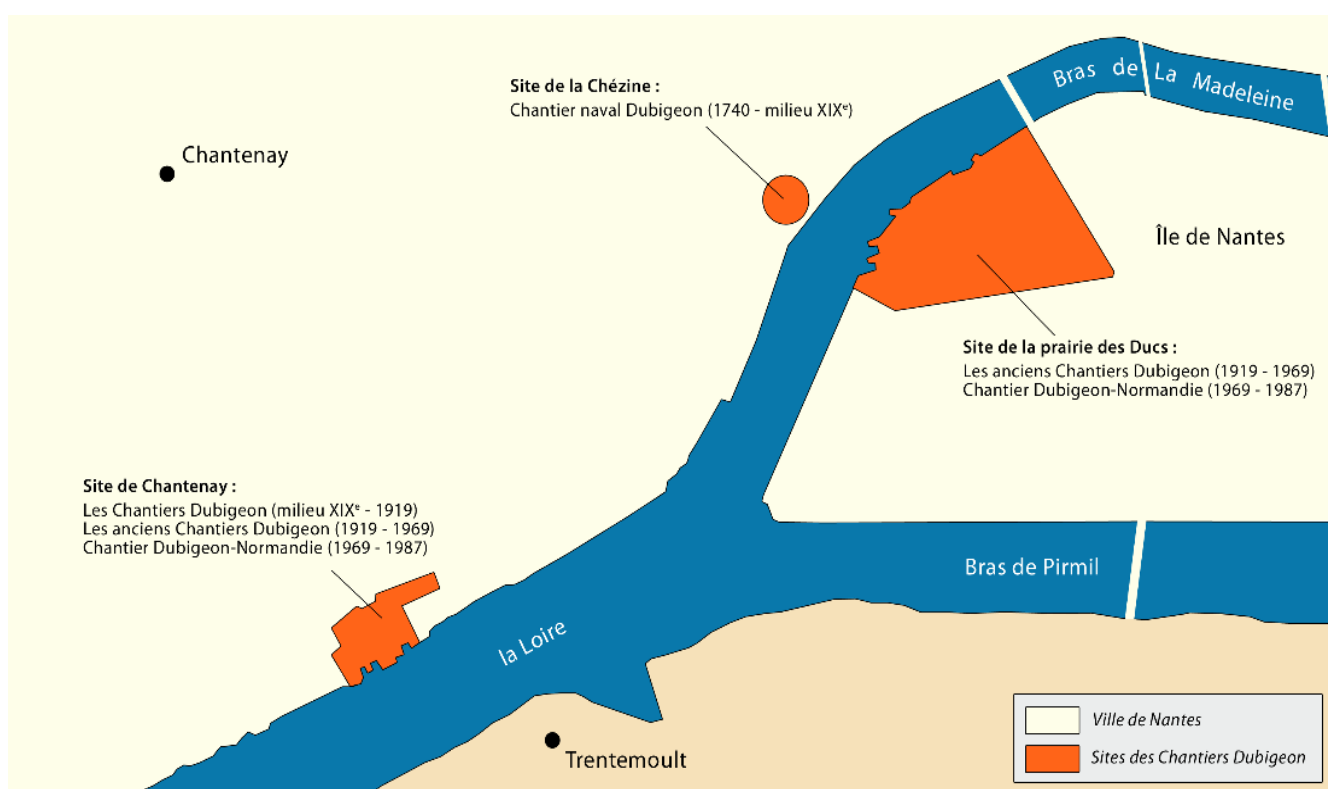 Bras de La Madeleine
Site de la Chézine :
Chantier naval Dubigeon (1740 - milieu XIXᵉ)
Chantenay
Île de Nantes
Site de la prairie des Ducs :
Les anciens Chantiers Dubigeon (1919 - 1969)
Chantier Dubigeon-Normandie (1969 - 1987)
Site de Chantenay :
Les Chantiers Dubigeon (milieu XIXᵉ - 1919)
Les anciens Chantiers Dubigeon (1919 - 1969)
Chantier Dubigeon-Normandie (1969 - 1987)
Bras de Pirmil
la Loire
Trentemoult
Ville de Nantes
Sites des Chantiers Dubigeon